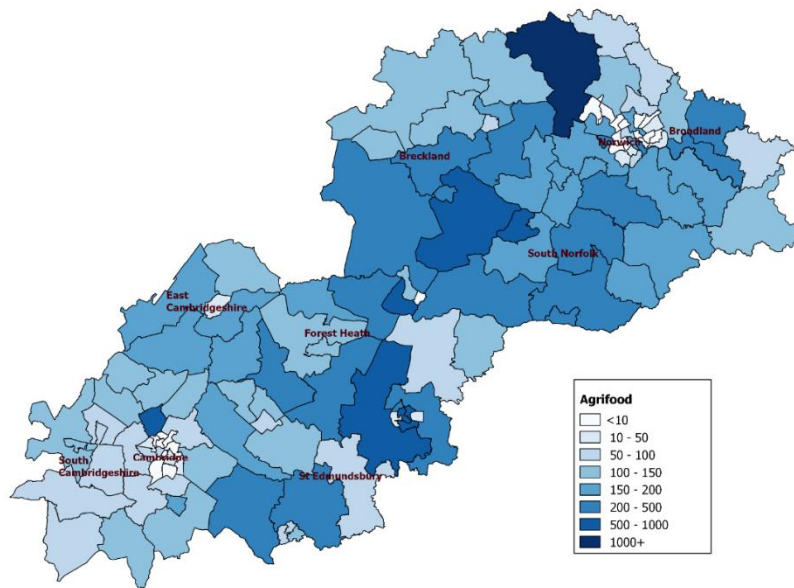 Breckland
Norwich
Broadland
South Norfolk
East
Cambridgeshire
Forest Heath
South
Cambridgeshire
Cambridge
St Edmundsbury
Agrifood
<10
10 - 50
50 - 100
100 - 150
150 - 200
200 - 500
500 - 1000
1000+